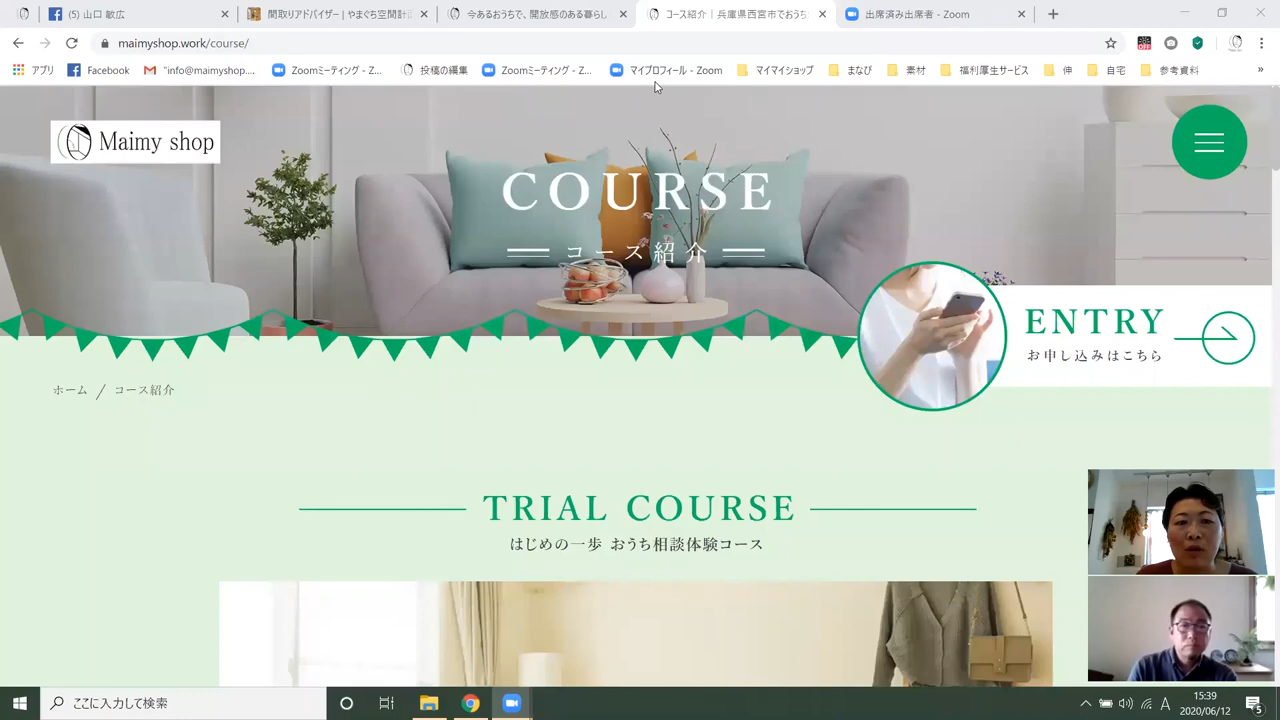 (5) 山口 敏広
間取りアドバイザー | やまぐち空間計
今あるおうちで、開放感のある暮らし
コース紹介 | 兵庫県西宮市でおうち
出席済み出席者 - Zoom
maimyshop.work/course/
アプリ
Facebook
"info@maimyshop....
Zoomミーティング - Z...
投稿の編集
Zoomミーティング - Z...
マイプロフィール - Zoom
マイマイショップ
まなび
素材
福利厚生サービス
伸
自宅
参考資料
»
OFF
Maimy shop
COURSE
コース紹介
ENTRY
お申し込みはこちら
ホーム / コース紹介
TRIAL COURSE
はじめの一歩 おうち相談体験コース
ここに入力して検索
A
15:39
2020/06/12
5